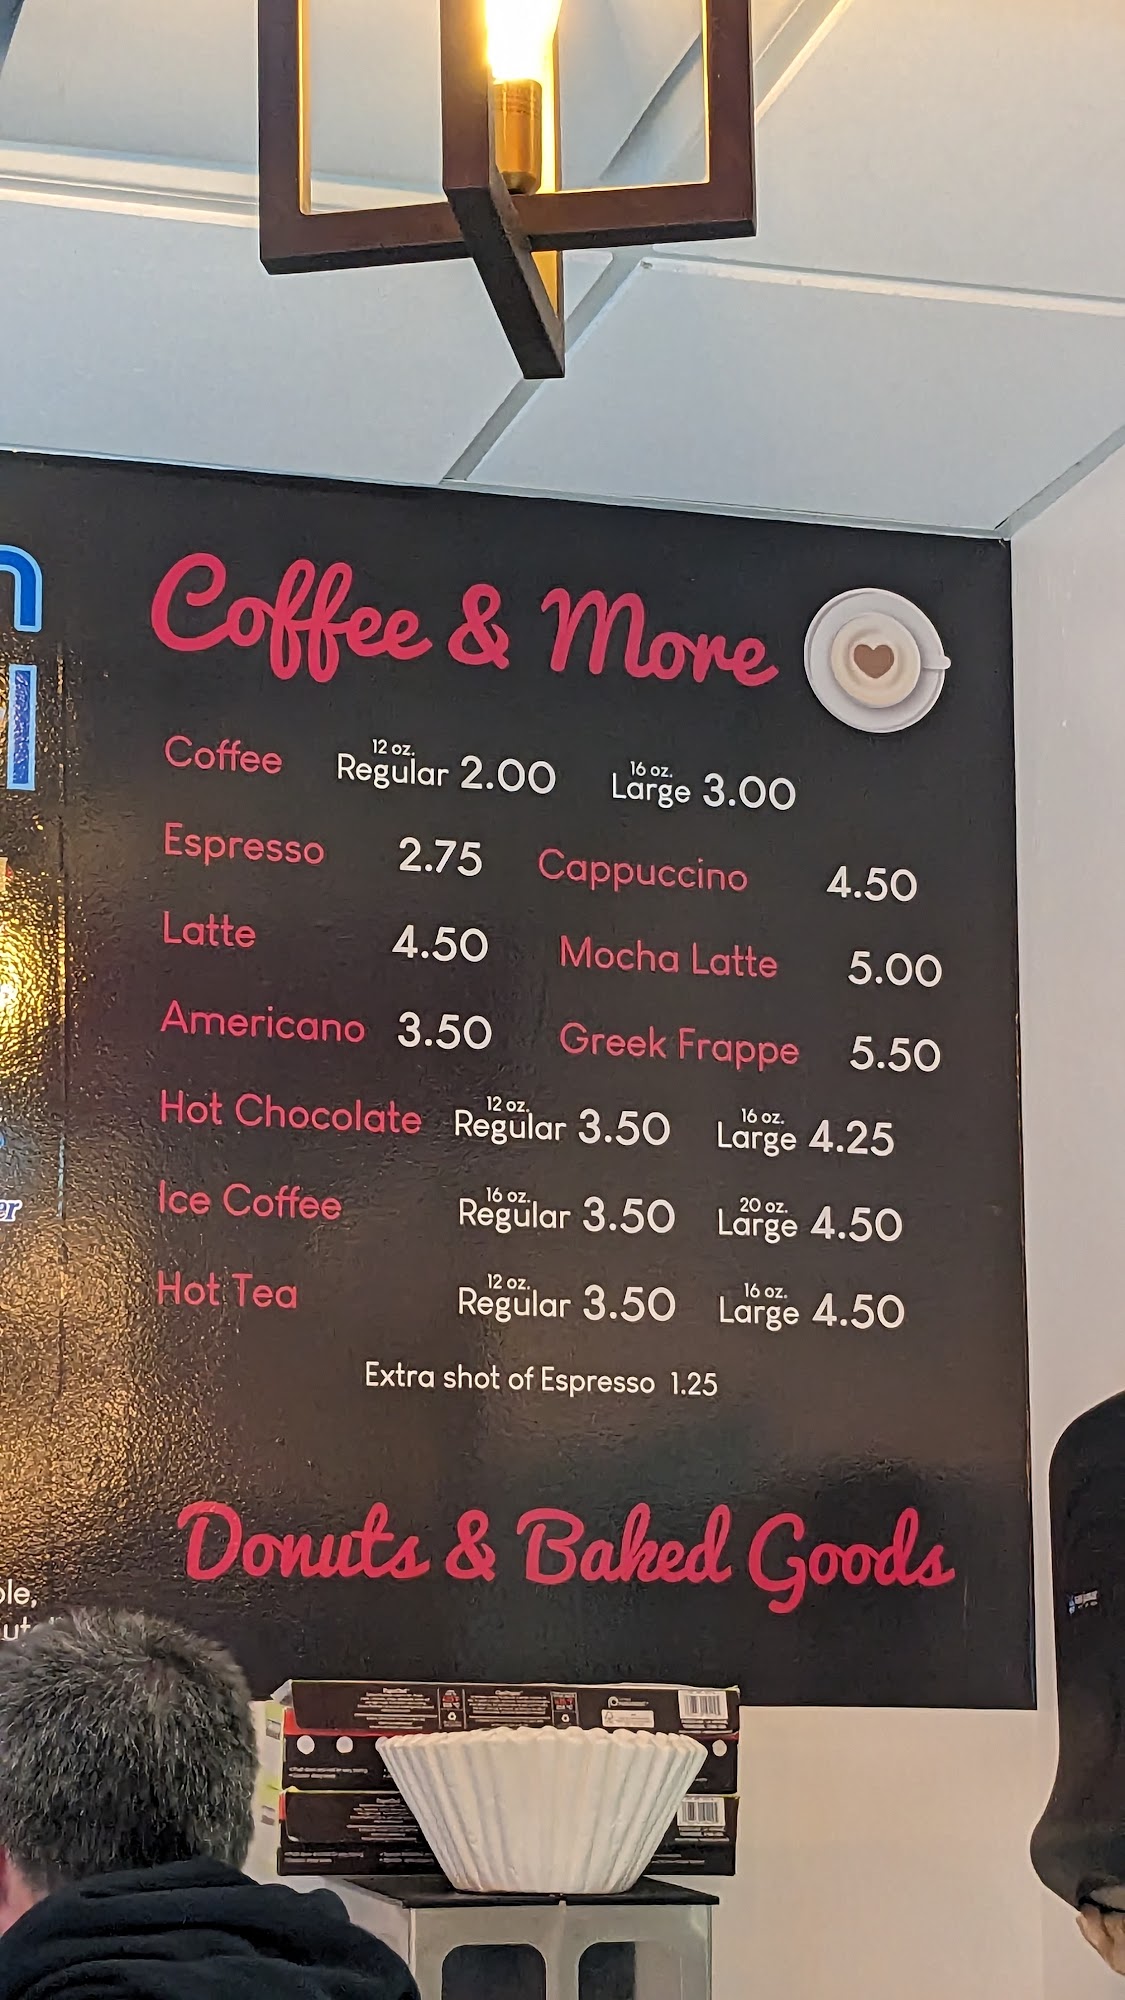 Coffee & More
Coffee 12 oz. Regular 2.00 16 oz. Large 3.00
Espresso 2.75 Cappuccino 4.50
Latte 4.50 Mocha Latte 5.00
Americano 3.50 Greek Frappe 5.50
Hot Chocolate 12 oz. Regular 3.50 16 oz. Large 4.25
Ice Coffee 16 oz. Regular 3.50 20 oz. Large 4.50
Hot Tea 12 oz. Regular 3.50 16 oz. Large 4.50
Extra shot of Espresso 1.25
Donuts & Baked Goods